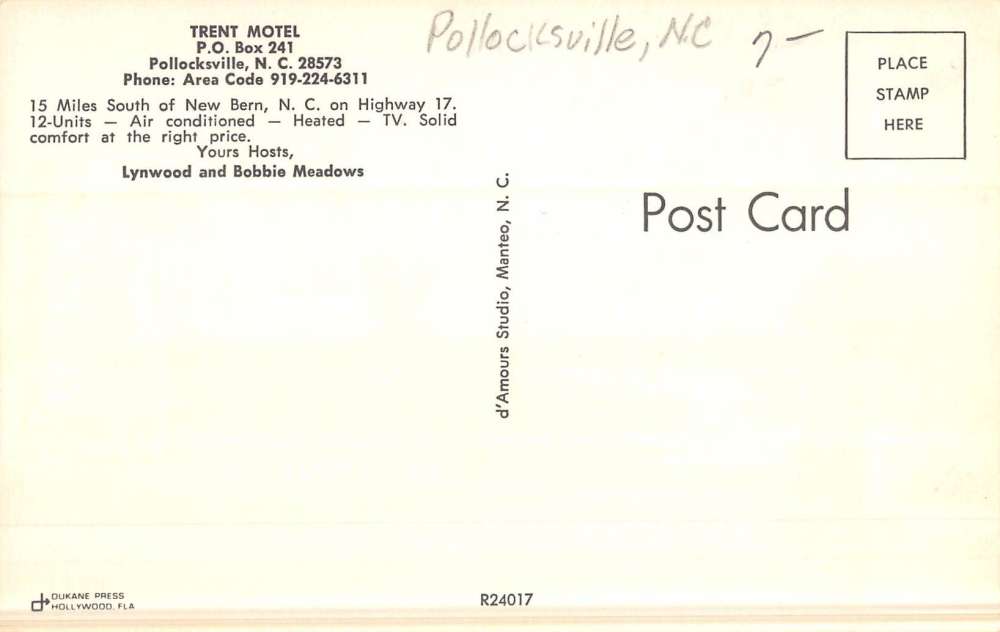 TRENT MOTEL
P.O. Box 241
Pollocksville, N. C. 28573
Phone: Area Code 919-224-6311
15 Miles South of New Bern, N. C. on Highway 17.
12-Units — Air conditioned — Heated — TV. Solid
comfort at the right price.
Yours Hosts,
Lynwood and Bobbie Meadows
Pollocksville, NC 7 —
PLACE
STAMP
HERE
Post Card
d'Amours Studio, Manteo, N. C.
DUKANE PRESS
HOLLYWOOD, FLA
R24017